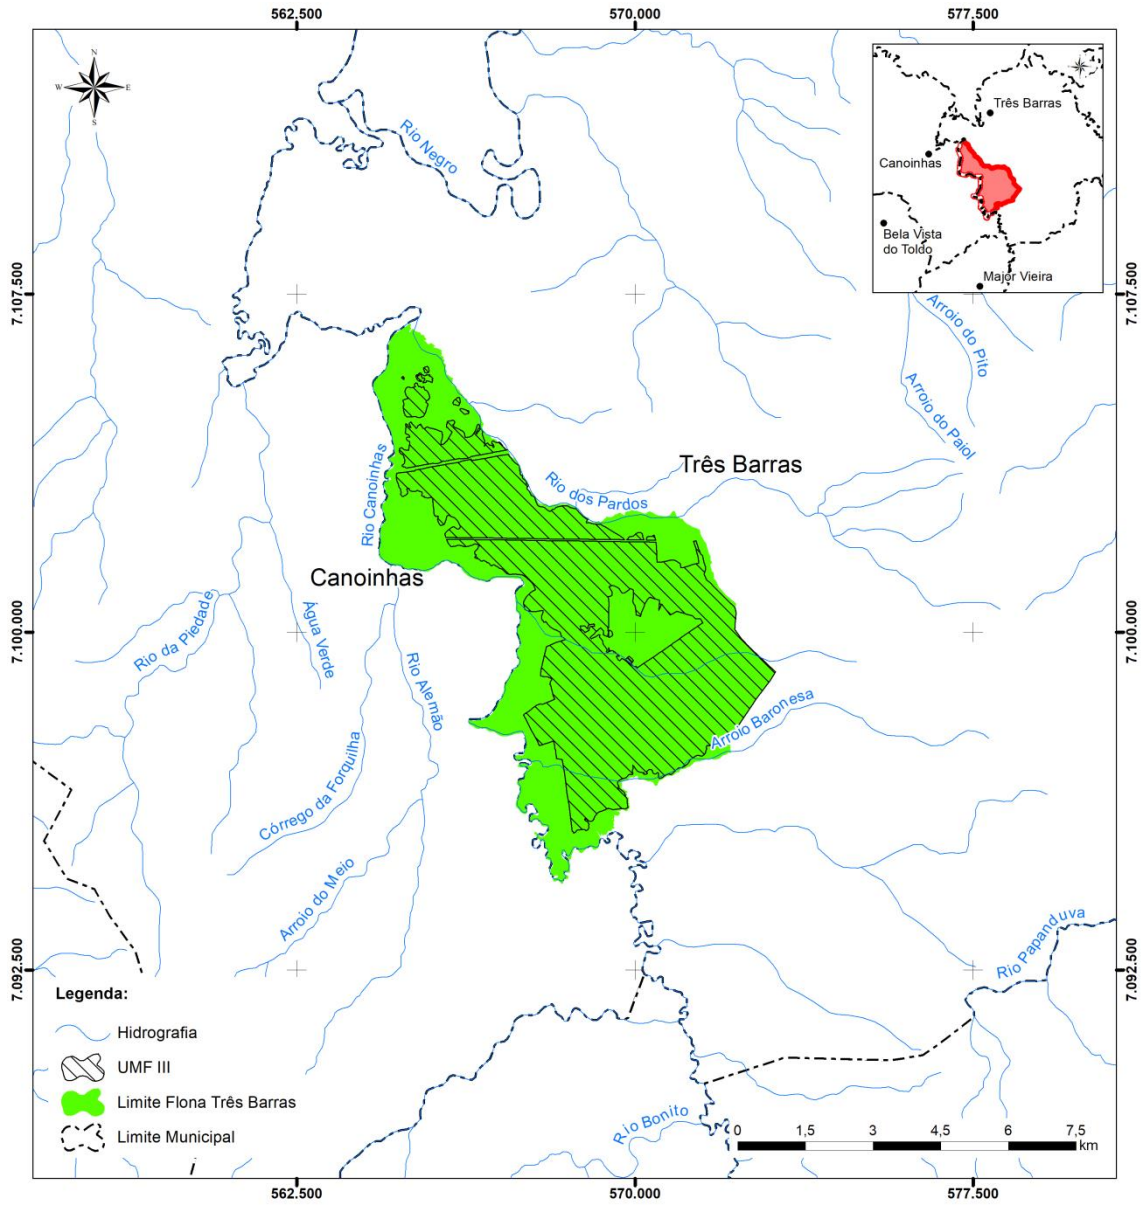 562.500
570.000
577.500
N
W
E
S
Três Barras
Canoinhas
Bela Vista
do Toldo
Major Vieira
Rio Negro
7.107.500
7.107.500
Arroio do Pito
Arroio do Paiol
Rio Canoinhas
Três Barras
Rio dos Pardos
Canoinhas
7.100.000
7.100.000
Rio da Piedade
Água Verde
Rio Alemão
Arroio Baronesa
Córrego da Forquilha
Arroio do Meio
Rio Papanduva
7.092.500
7.092.500
Legenda:
Hidrografia
UMF III
Limite Flona Três Barras
Limite Municipal
Rio Bonito
0 1,5 3 4,5 6 7,5
km
562.500
570.000
577.500